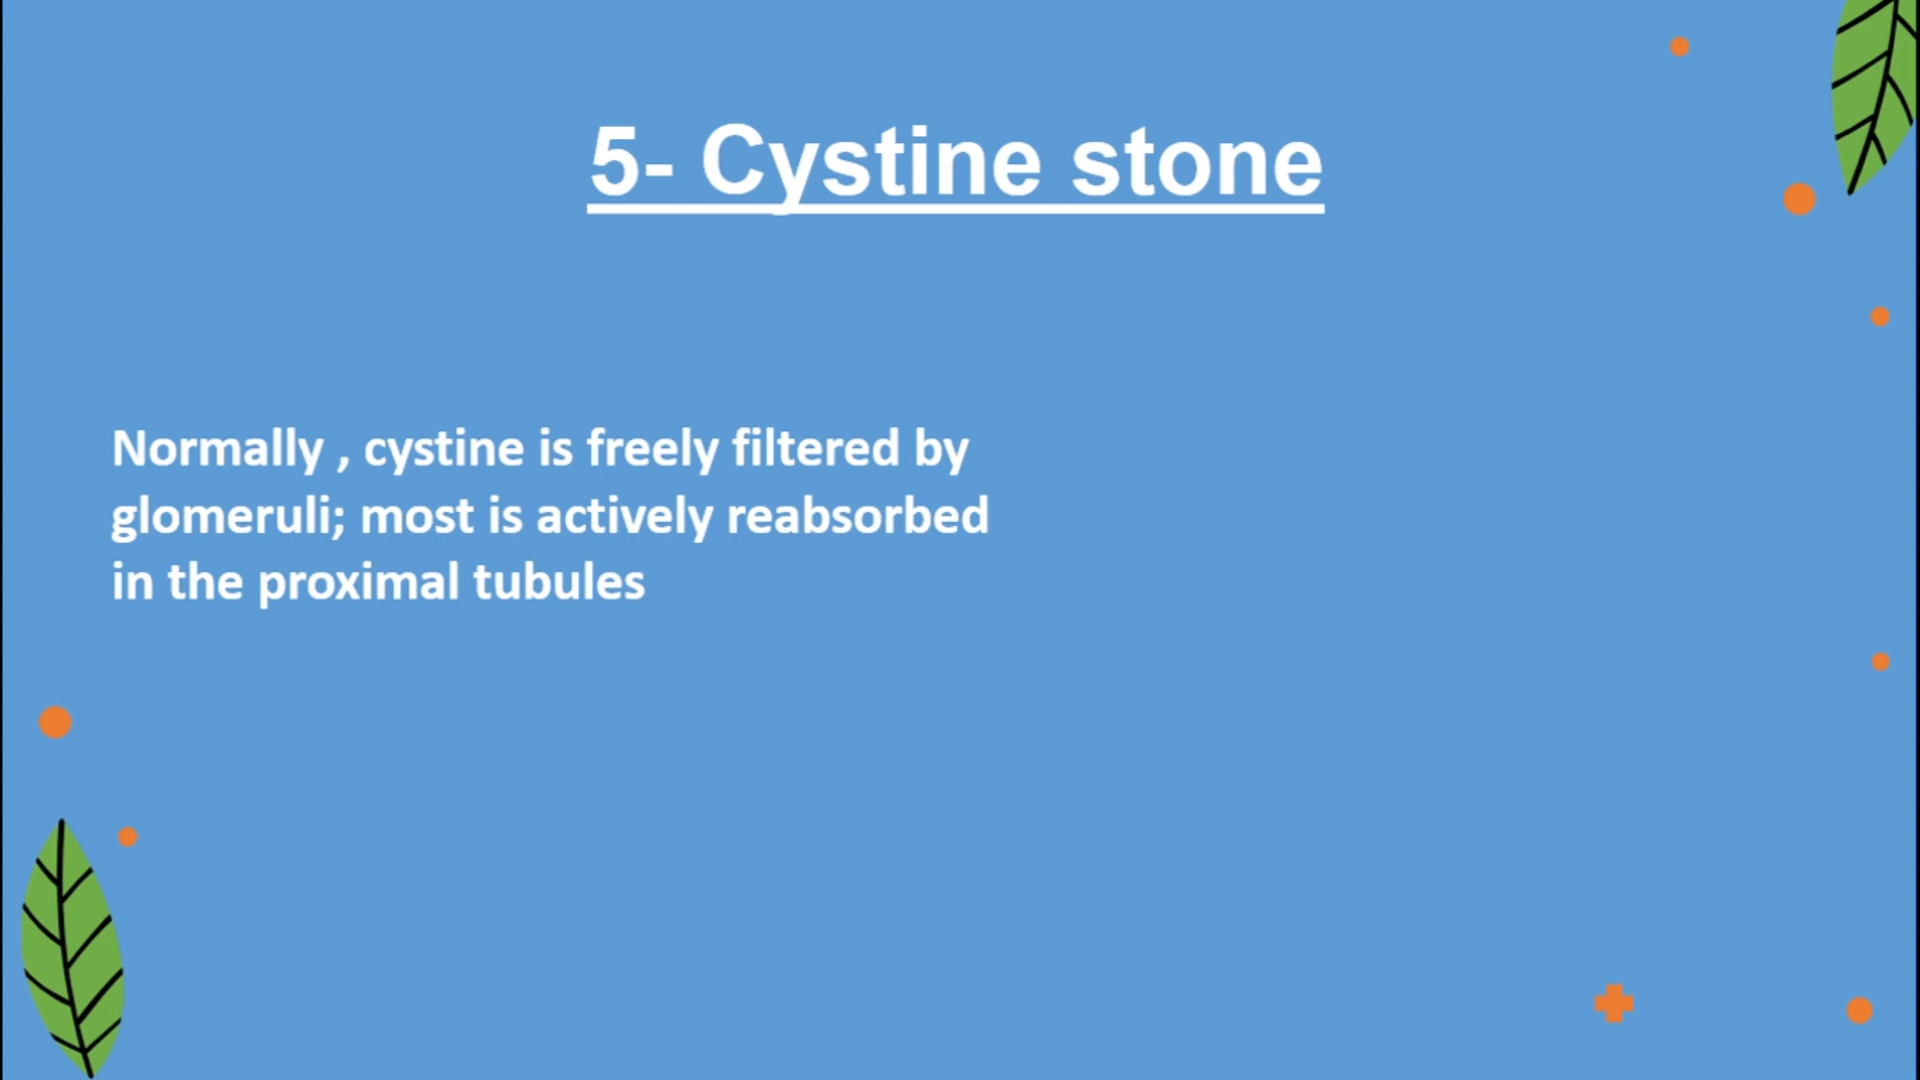 5- Cystine stone
Normally , cystine is freely filtered by
glomeruli; most is actively reabsorbed
in the proximal tubules